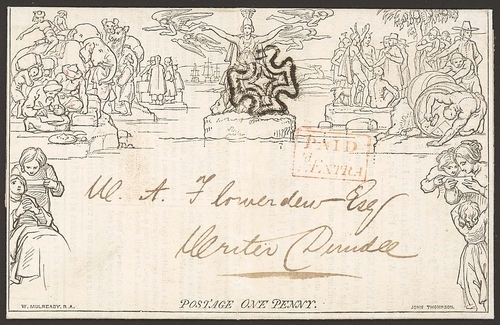 PAID
EXTRA
W. A. Flowerdew Esq
Writer Dundee
W. MULREADY, R.A.
POSTAGE ONE PENNY.
JOHN THOMPSON.